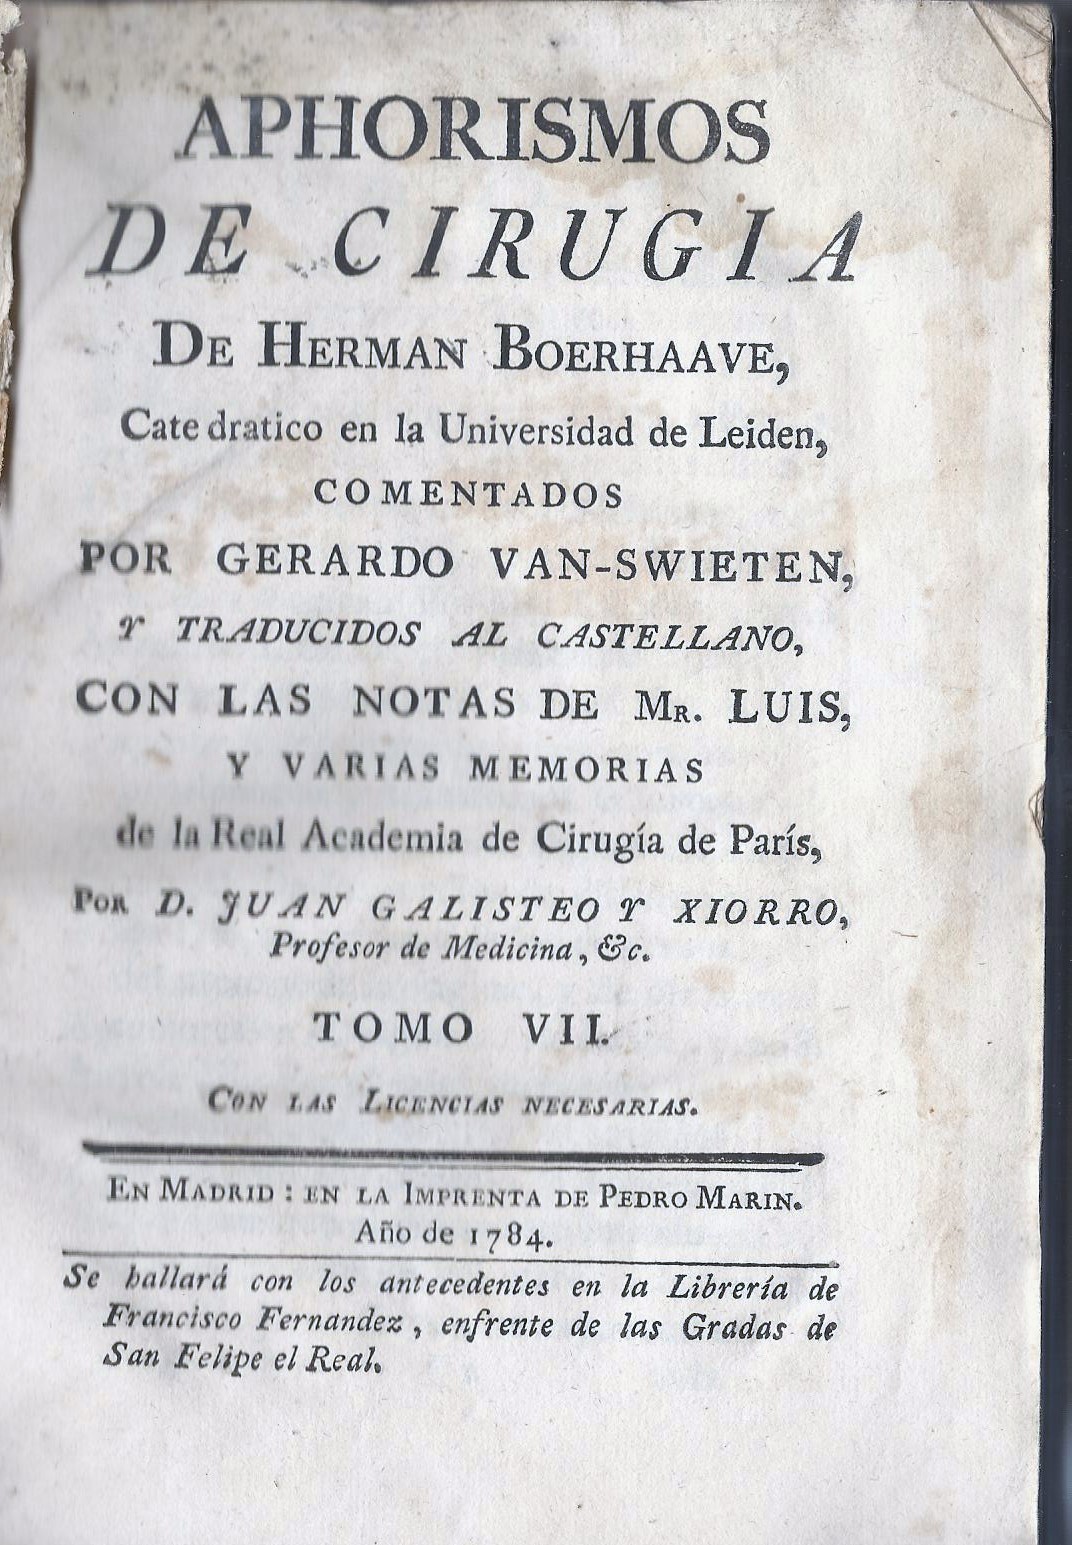 APHORISMOS
DE CIRUGIA
DE HERMAN BOERHAAVE,
Catedratico en la Universidad de Leiden,
COMENTADOS
POR GERARDO VAN-SWIETEN,
Y TRADUCIDOS AL CASTELLANO,
CON LAS NOTAS DE MR. LUIS,
Y VARIAS MEMORIAS
de la Real Academia de Cirugía de París,
POR D. JUAN GALISTEO Y XIORRO,
Profesor de Medicina, &c.
TOMO VII.
CON LAS LICENCIAS NECESARIAS.
EN MADRID: EN LA IMPRENTA DE PEDRO MARIN.
Año de 1784.
Se hallará con los antecedentes en la Librería de
Francisco Fernandez, enfrente de las Gradas de
San Felipe el Real.